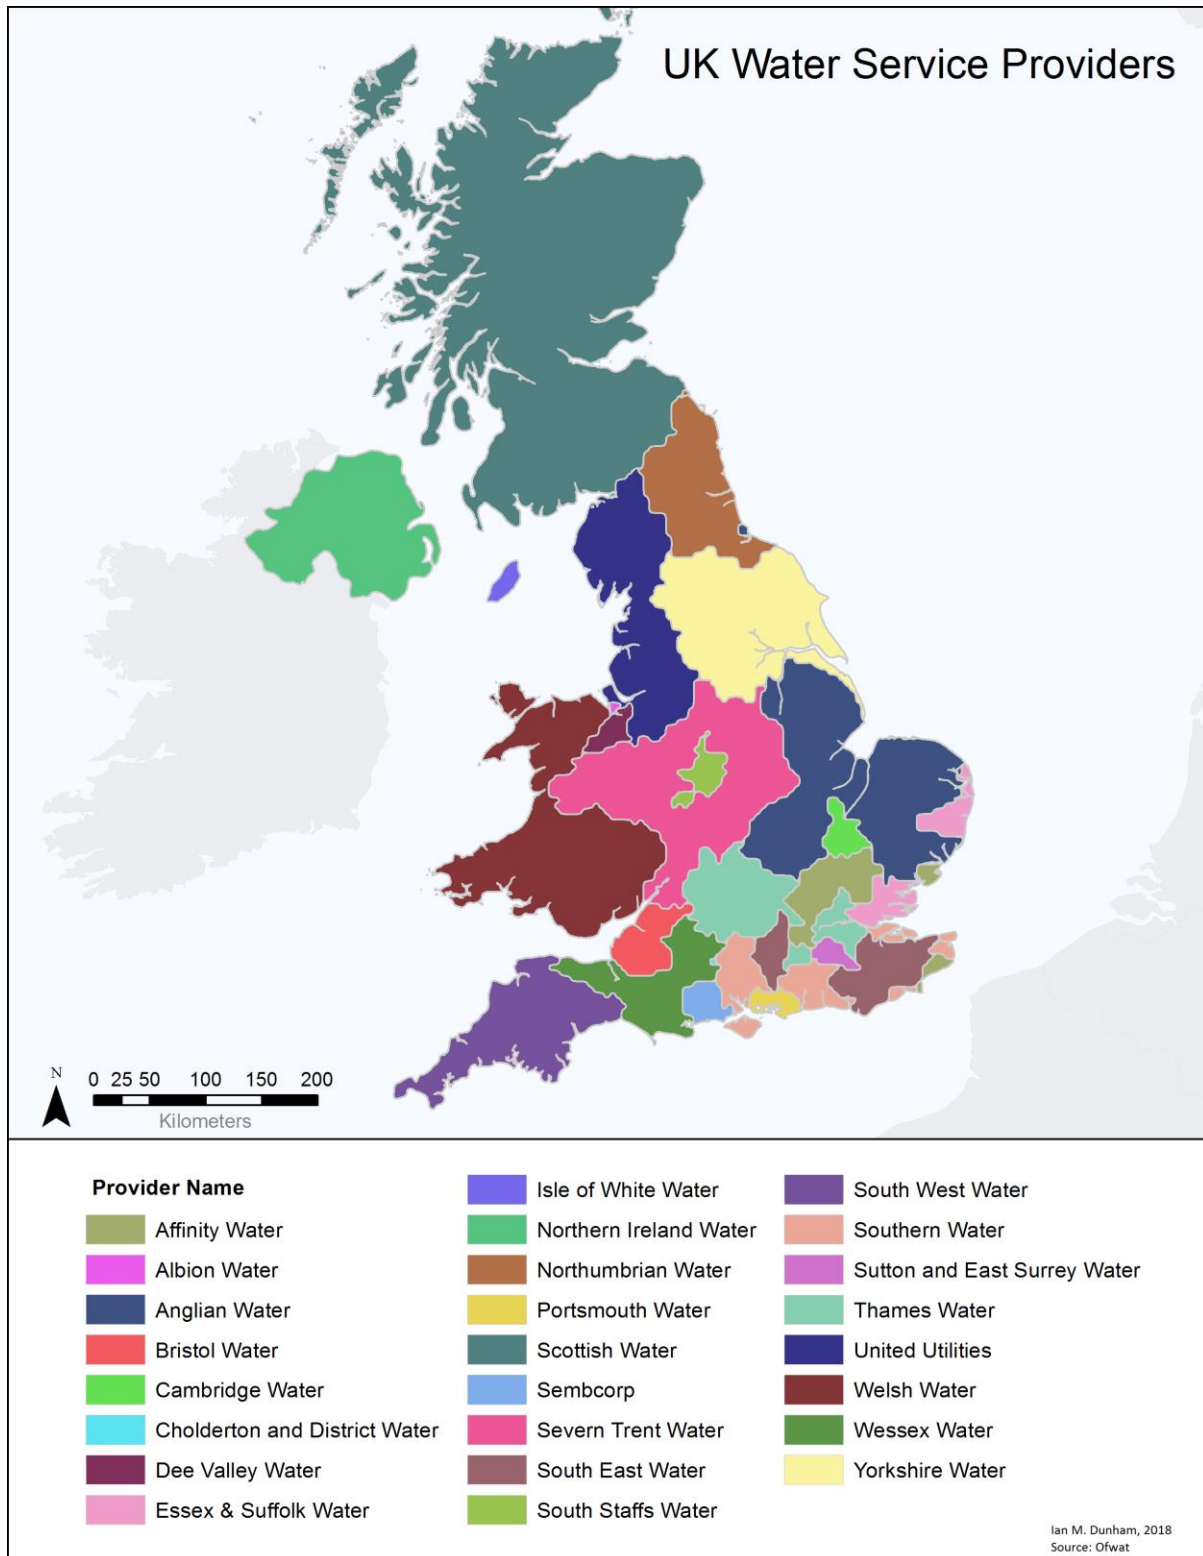 UK Water Service Providers
N
0 25 50 100 150 200
Kilometers
Provider Name
Affinity Water
Albion Water
Anglian Water
Bristol Water
Cambridge Water
Cholderton and District Water
Dee Valley Water
Essex & Suffolk Water
Isle of White Water
Northern Ireland Water
Northumbrian Water
Portsmouth Water
Scottish Water
Sembcorp
Severn Trent Water
South East Water
South Staffs Water
South West Water
Southern Water
Sutton and East Surrey Water
Thames Water
United Utilities
Welsh Water
Wessex Water
Yorkshire Water
Ian M. Dunham, 2018
Source: Ofwat